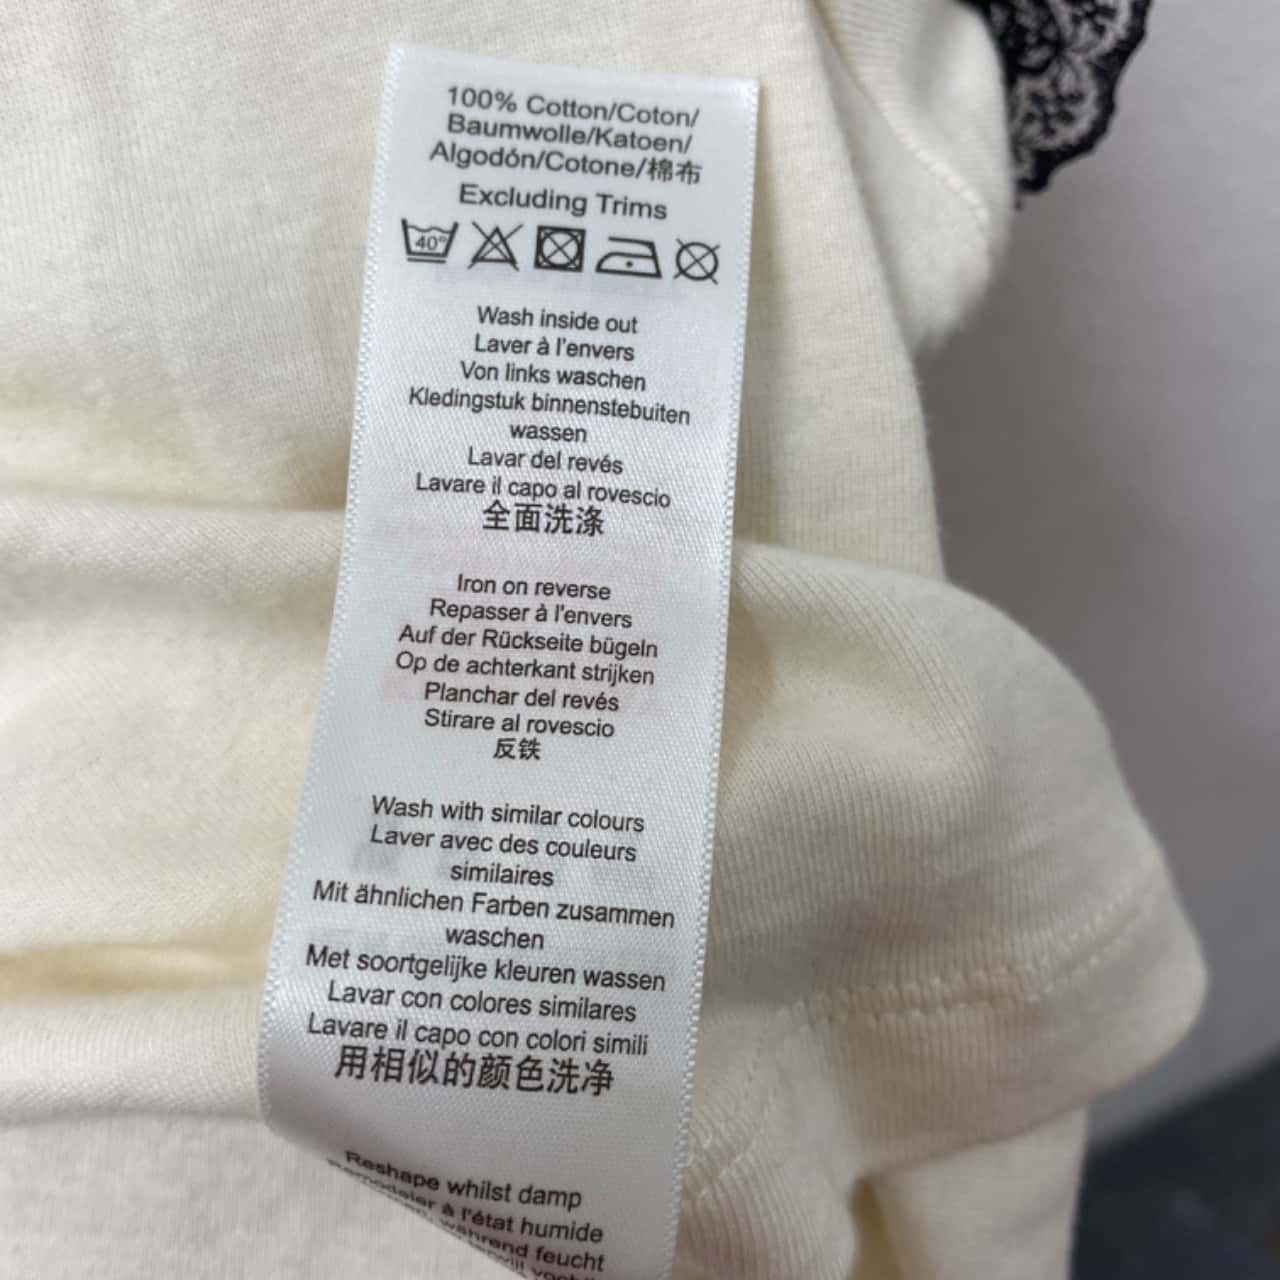 100% Cotton/Coton/
Baumwolle/Katoen/
Algodón/Cotone/棉布
Excluding Trims
40°
Wash inside out
Laver à l'envers
Von links waschen
Kledingstuk binnenstebuiten
wassen
Lavar del revés
Lavare il capo al rovescio
全面洗涤
Iron on reverse
Repasser à l'envers
Auf der Rückseite bügeln
Op de achterkant strijken
Planchar del revés
Stirare al rovescio
反铁
Wash with similar colours
Laver avec des couleurs
similaires
Mit ähnlichen Farben zusammen
waschen
Met soortgelijke kleuren wassen
Lavar con colores similares
Lavare il capo con colori simili
用相似的颜色洗净
Reshape whilst damp
Remodeler à l'état humide
während feucht